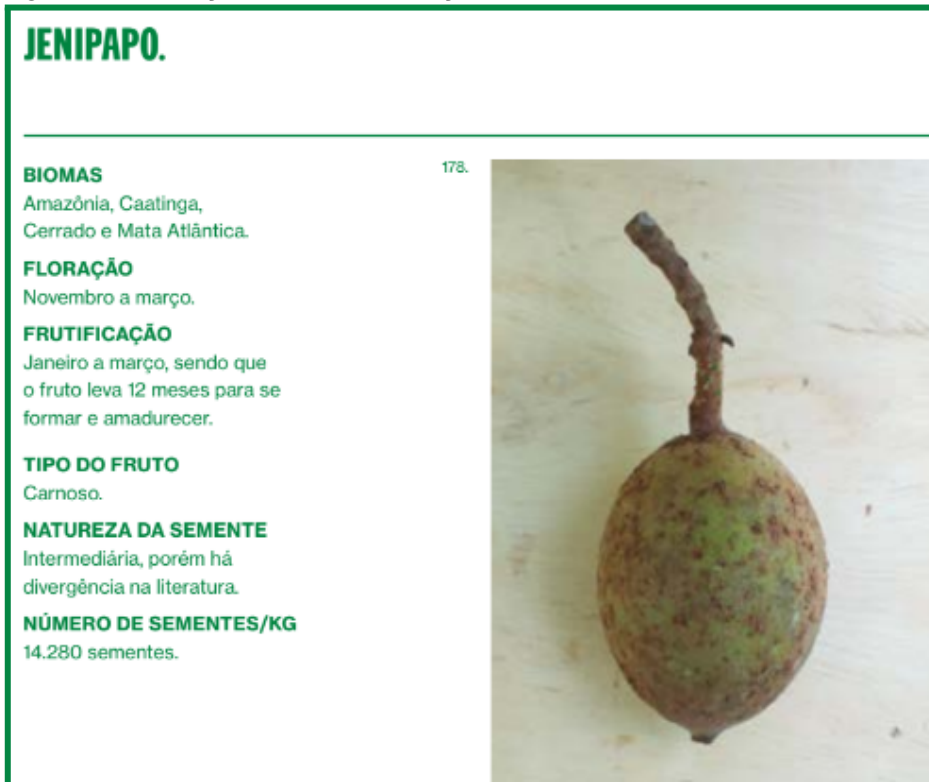 JENIPAPO.
BIOMAS
Amazônia, Caatinga,
Cerrado e Mata Atlântica.
FLORAÇÃO
Novembro a março.
FRUTIFICAÇÃO
Janeiro a março, sendo que
o fruto leva 12 meses para se
formar e amadurecer.
TIPO DO FRUTO
Carnoso.
NATUREZA DA SEMENTE
Intermediária, porém há
divergência na literatura.
NÚMERO DE SEMENTES/KG
14.280 sementes.
178.